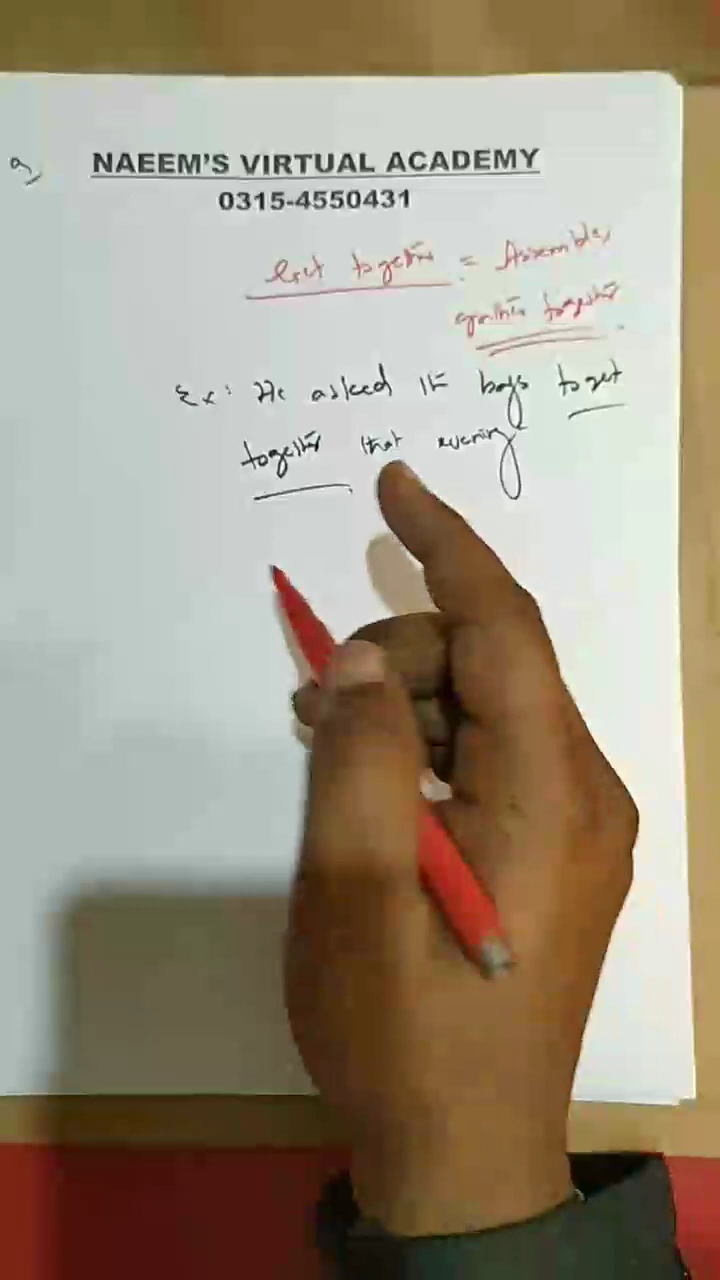 9)
NAEEM'S VIRTUAL ACADEMY
0315-4550431
Get together = Assemble,
gather together.
Ex: He asked the boys to get
together that evening